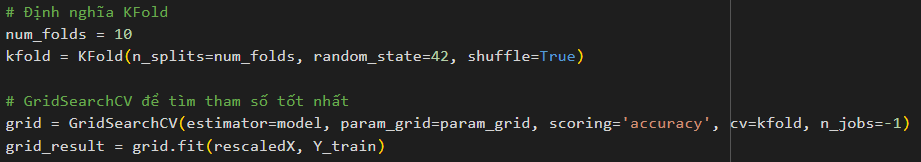 # Định nghĩa KFold
num_folds = 10
kfold = KFold(n_splits=num_folds, random_state=42, shuffle=True)
# GridSearchCV để tìm tham số tốt nhất
grid = GridSearchCV(estimator=model, param_grid=param_grid, scoring='accuracy', cv=kfold, n_jobs=-1)
grid_result = grid.fit(rescaledX, Y_train)